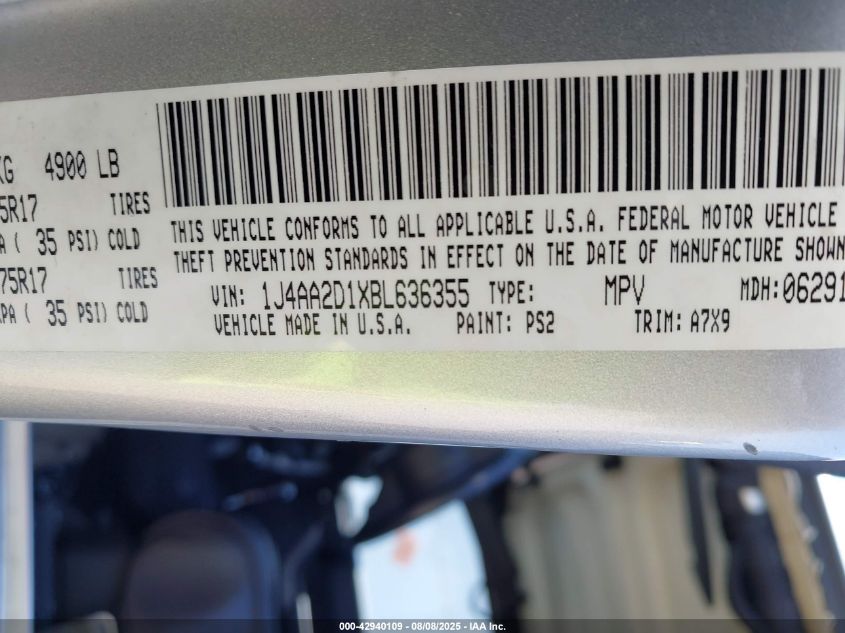 KG 4900 LB
75R17 TIRES
PA ( 35 PSI) COLD
75R17 TIRES
KPA ( 35 PSI) COLD
THIS VEHICLE CONFORMS TO ALL APPLICABLE U.S.A. FEDERAL MOTOR VEHICLE
THEFT PREVENTION STANDARDS IN EFFECT ON THE DATE OF MANUFACTURE SHOWN
VIN: 1J4AA2D1XBL636355 TYPE: MPV MDH:06291
VEHICLE MADE IN U.S.A. PAINT: PS2 TRIM: A7X9
000-42940109 - 08/08/2025 - IAA Inc.